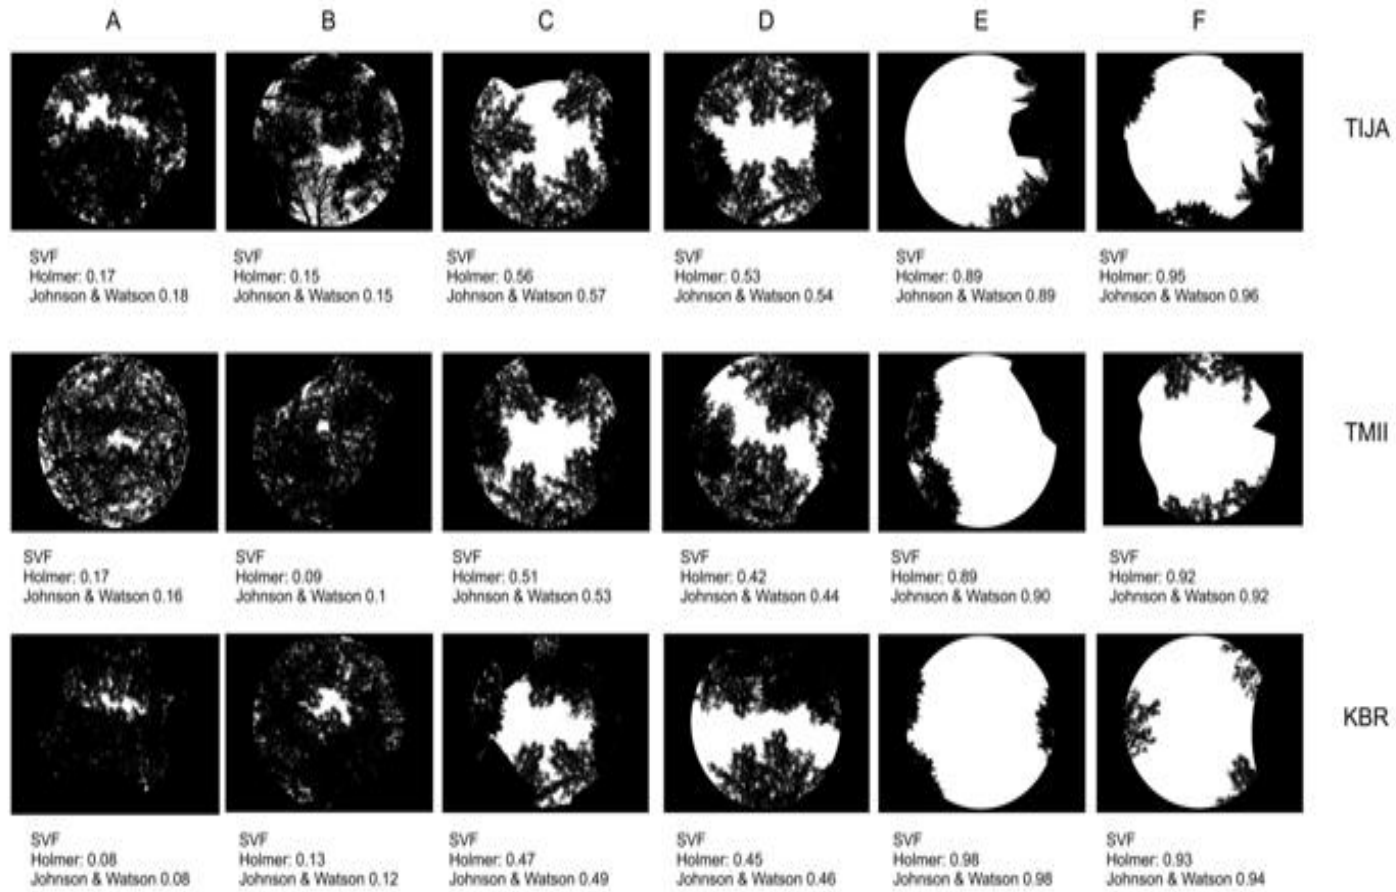 A B C D E F
TIJA
SVF
Holmer: 0.17
Johnson & Watson 0.18
SVF
Holmer: 0.15
Johnson & Watson 0.15
SVF
Holmer: 0.56
Johnson & Watson 0.57
SVF
Holmer: 0.53
Johnson & Watson 0.54
SVF
Holmer: 0.89
Johnson & Watson 0.89
SVF
Holmer: 0.95
Johnson & Watson 0.96
TMII
SVF
Holmer: 0.17
Johnson & Watson 0.16
SVF
Holmer: 0.09
Johnson & Watson 0.1
SVF
Holmer: 0.51
Johnson & Watson 0.53
SVF
Holmer: 0.42
Johnson & Watson 0.44
SVF
Holmer: 0.89
Johnson & Watson 0.90
SVF
Holmer: 0.92
Johnson & Watson 0.92
KBR
SVF
Holmer: 0.08
Johnson & Watson 0.08
SVF
Holmer: 0.13
Johnson & Watson 0.12
SVF
Holmer: 0.47
Johnson & Watson 0.49
SVF
Holmer: 0.45
Johnson & Watson 0.46
SVF
Holmer: 0.98
Johnson & Watson 0.98
SVF
Holmer: 0.93
Johnson & Watson 0.94